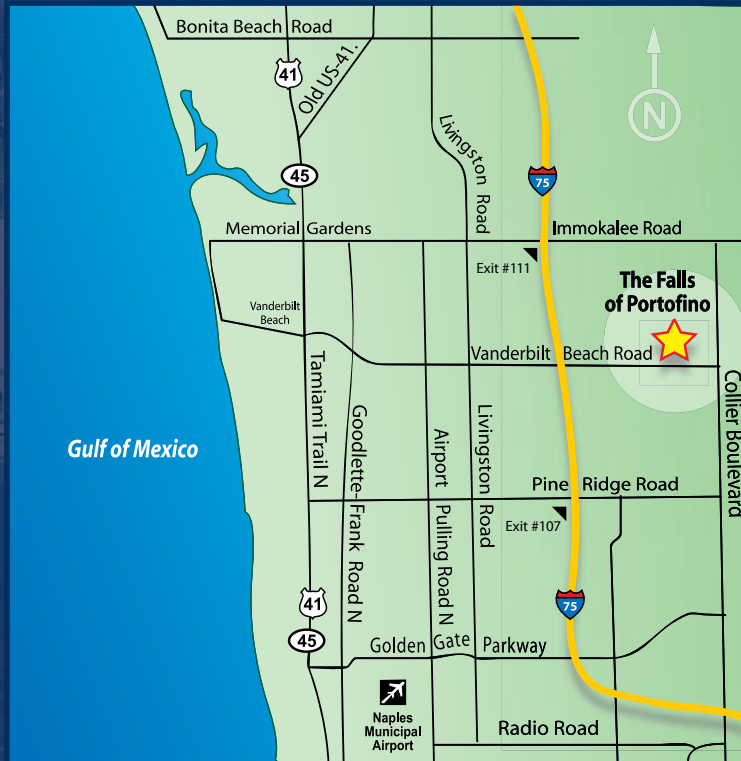 Bonita Beach Road
41
Old US-41.
Livingston Road
N
45
75
Memorial Gardens
Immokalee Road
Exit #111
The Falls
of Portofino
Vanderbilt
Beach
Vanderbilt Beach Road
Tamiami Trail N
Goodlette-Frank Road N
Airport Pulling Road N
Livingston Road
Collier Boulevard
Gulf of Mexico
Pine Ridge Road
Exit #107
41
75
45
Golden Gate Parkway
Naples
Municipal
Airport
Radio Road